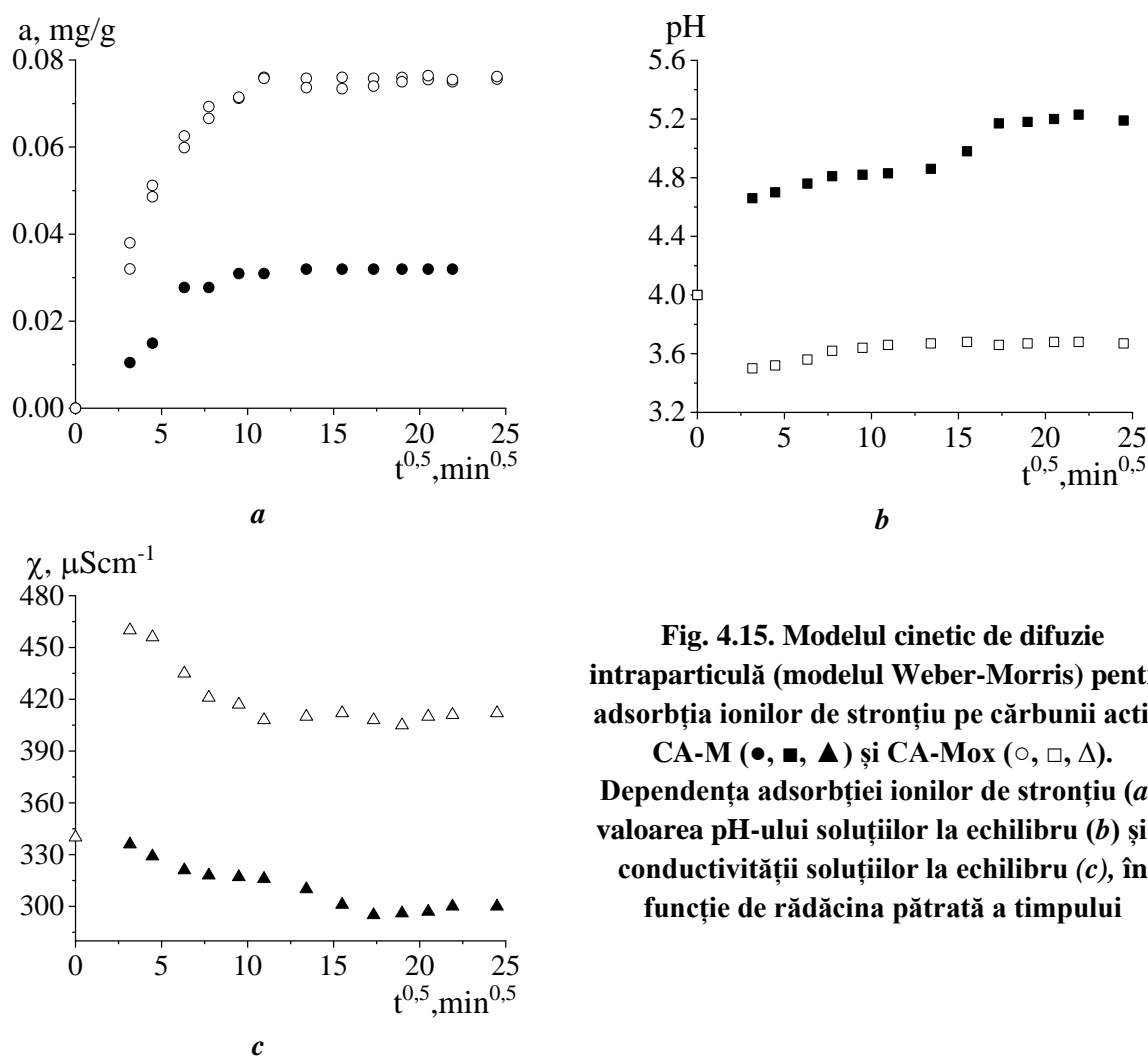 a, mg/g
0.08
0.06
0.04
0.02
0.00
0 5 10 15 20 25
t^0,5,min^0,5
a
pH
5.6
5.2
4.8
4.4
4.0
3.6
3.2
0 5 10 15 20 25
t^0,5,min^0,5
b
χ, μScm^-1
480
450
420
390
360
330
300
0 5 10 15 20 25
t^0,5,min^0,5
c
Fig. 4.15. Modelul cinetic de difuzie
intraparticulă (modelul Weber-Morris) pent
adsorbția ionilor de stronțiu pe cărbunii acti
CA-M (●, ■, ▲) și CA-Mox (○, □, Δ).
Dependența adsorbției ionilor de stronțiu (a
valoarea pH-ului soluțiilor la echilibru (b) și
conductivității soluțiilor la echilibru (c), în
funcție de rădăcina pătrată a timpului